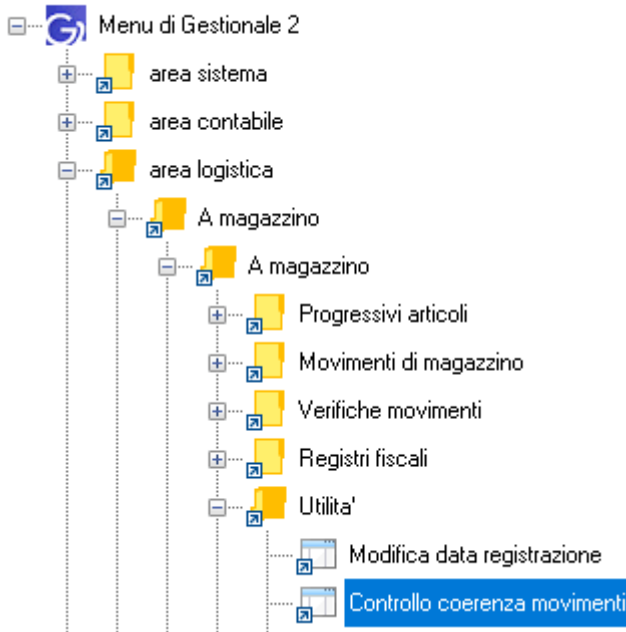 Menu di Gestionale 2
area sistema
area contabile
area logistica
A magazzino
A magazzino
Progressivi articoli
Movimenti di magazzino
Verifiche movimenti
Registri fiscali
Utilita'
Modifica data registrazione
Controllo coerenza movimenti